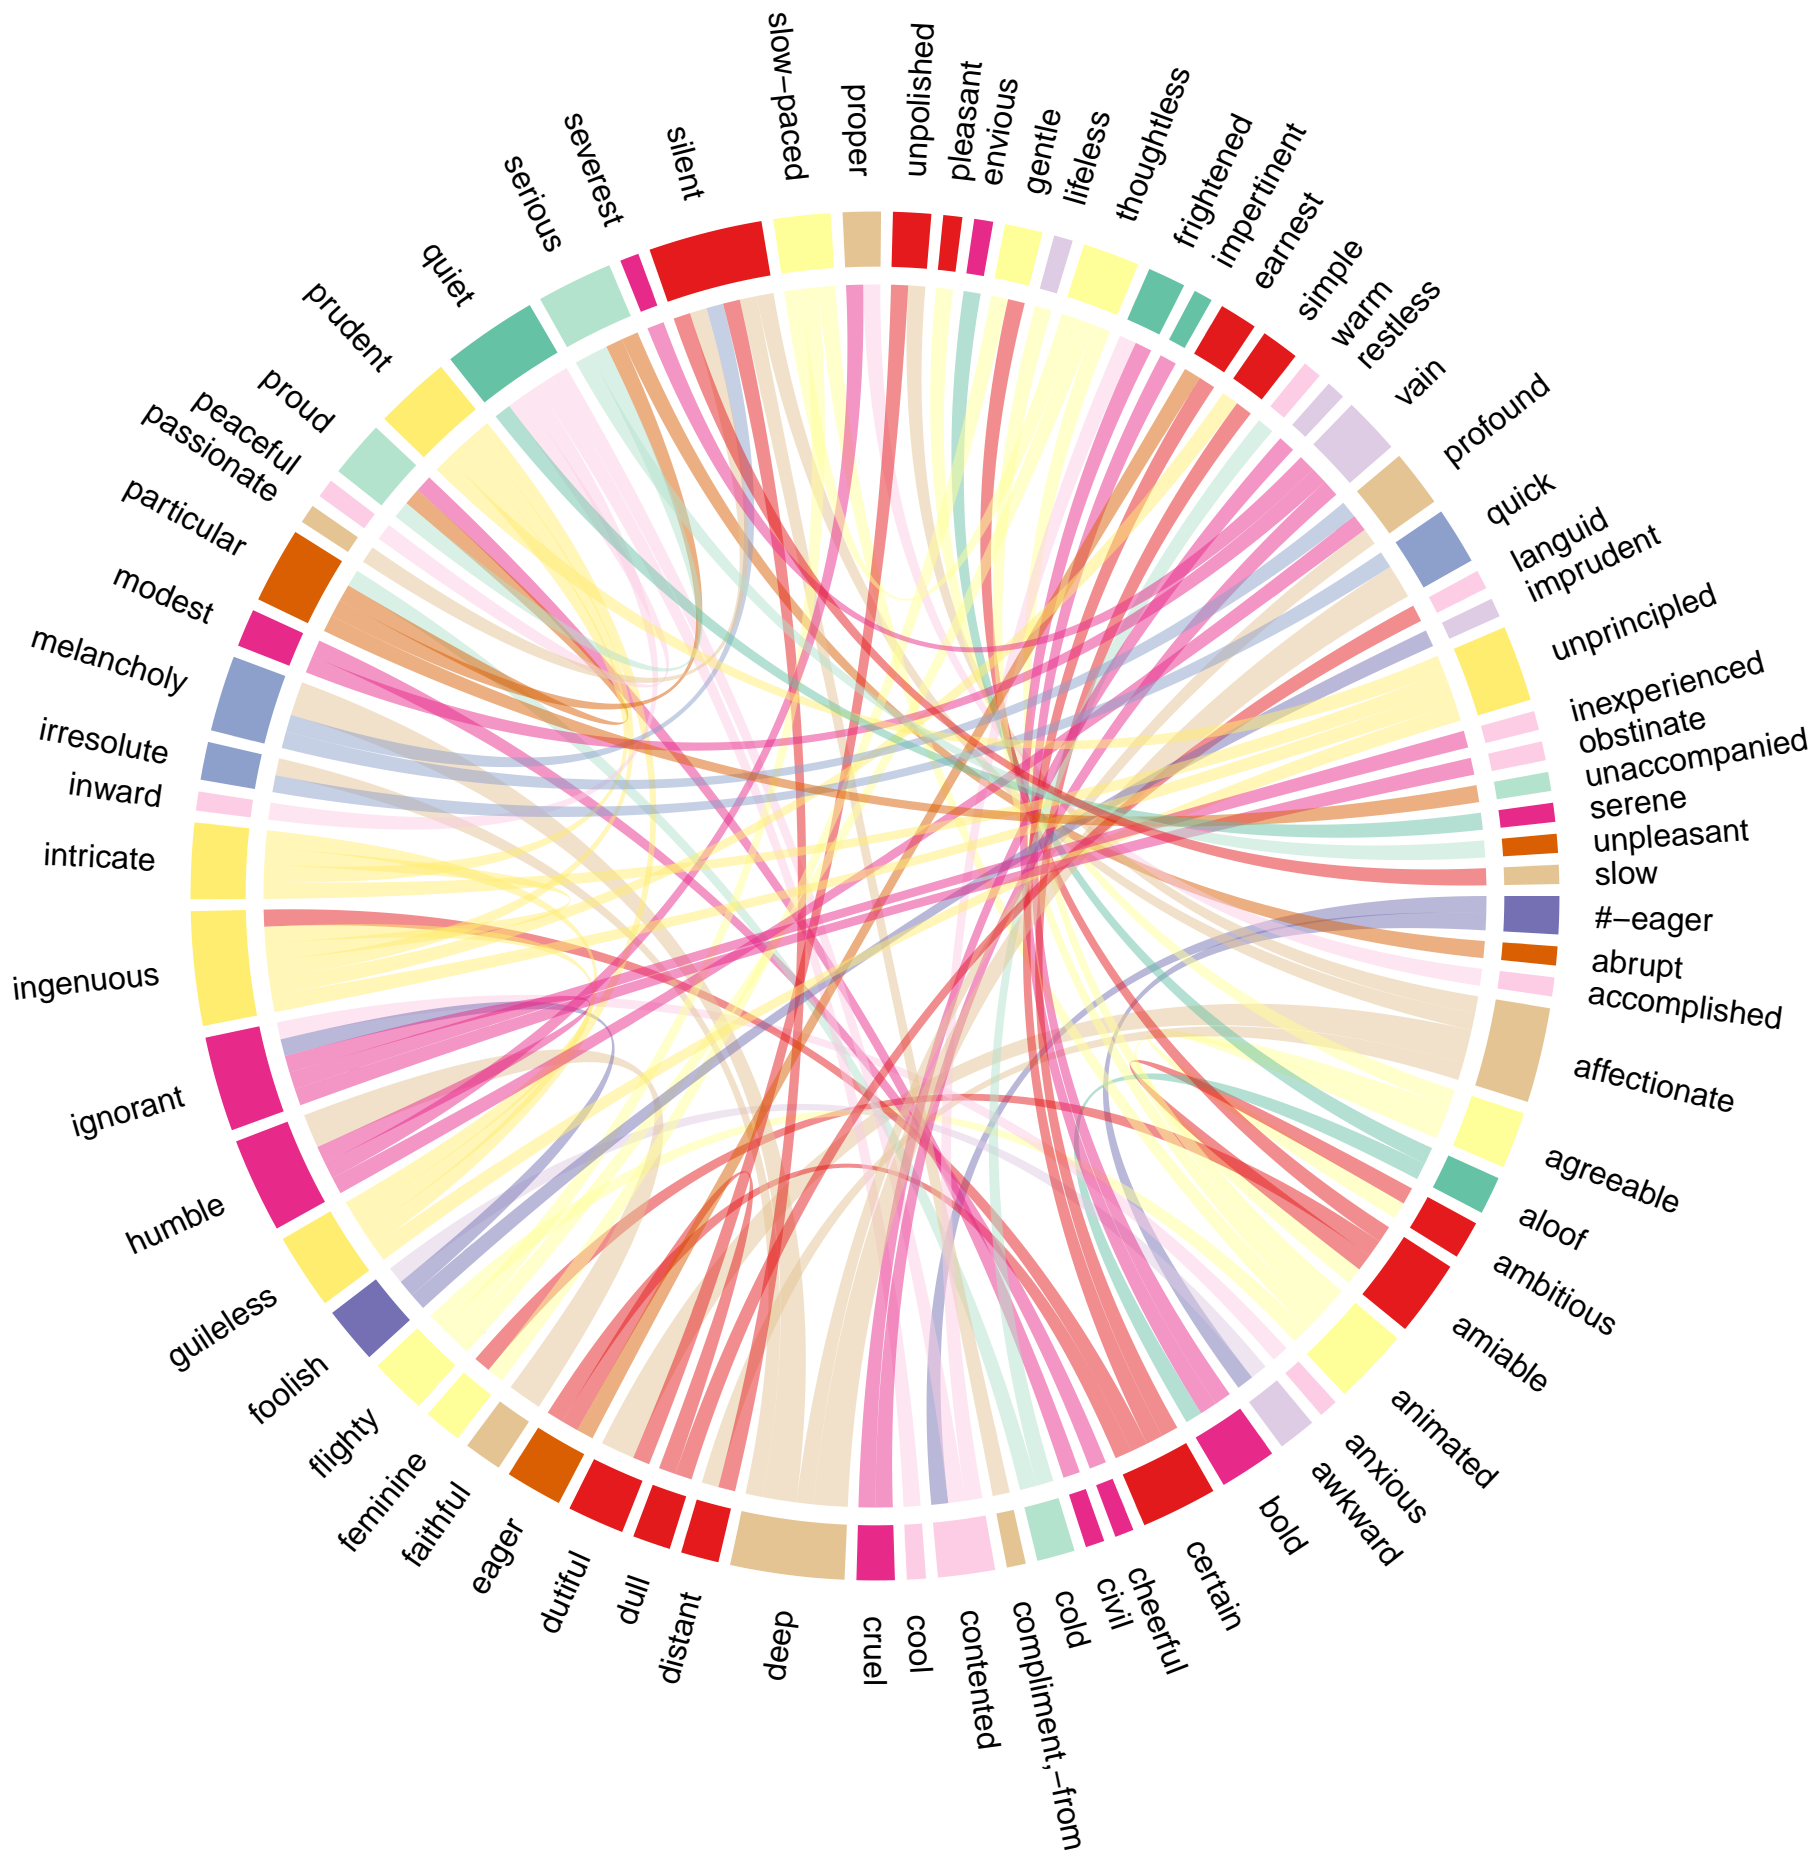 slow−paced
proper
unpolished
pleasant
envious
gentle
lifeless
thoughtless
frightened
impertinent
earnest
simple
warm
restless
vain
profound
quick
languid
imprudent
unprincipled
inexperienced
obstinate
unaccompanied
serene
unpleasant
slow
#−eager
abrupt
accomplished
affectionate
agreeable
aloof
ambitious
amiable
animated
anxious
awkward
bold
certain
cheerful
civil
cold
compliment,−from
contented
cool
cruel
deep
distant
dull
dutiful
eager
faithful
feminine
flighty
foolish
guileless
humble
ignorant
ingenuous
intricate
inward
irresolute
melancholy
modest
particular
passionate
peaceful
proud
prudent
quiet
serious
severest
silent